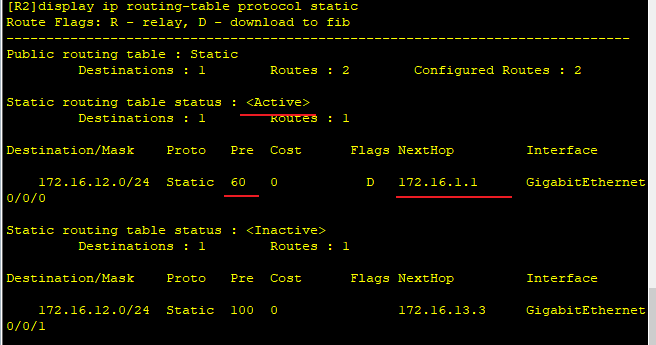 [R2]display ip routing-table protocol static
Route Flags: R - relay, D - download to fib
------------------------------------------------------------------------------
Public routing table : Static
         Destinations : 1        Routes : 2        Configured Routes : 2
Static routing table status : <Active>
         Destinations : 1        Routes : 1
Destination/Mask    Proto   Pre  Cost      Flags NextHop         Interface
    172.16.12.0/24  Static  60   0           D   172.16.1.1      GigabitEthernet
0/0/0
Static routing table status : <Inactive>
         Destinations : 1        Routes : 1
Destination/Mask    Proto   Pre  Cost      Flags NextHop         Interface
    172.16.12.0/24  Static  100  0               172.16.13.3     GigabitEthernet
0/0/1